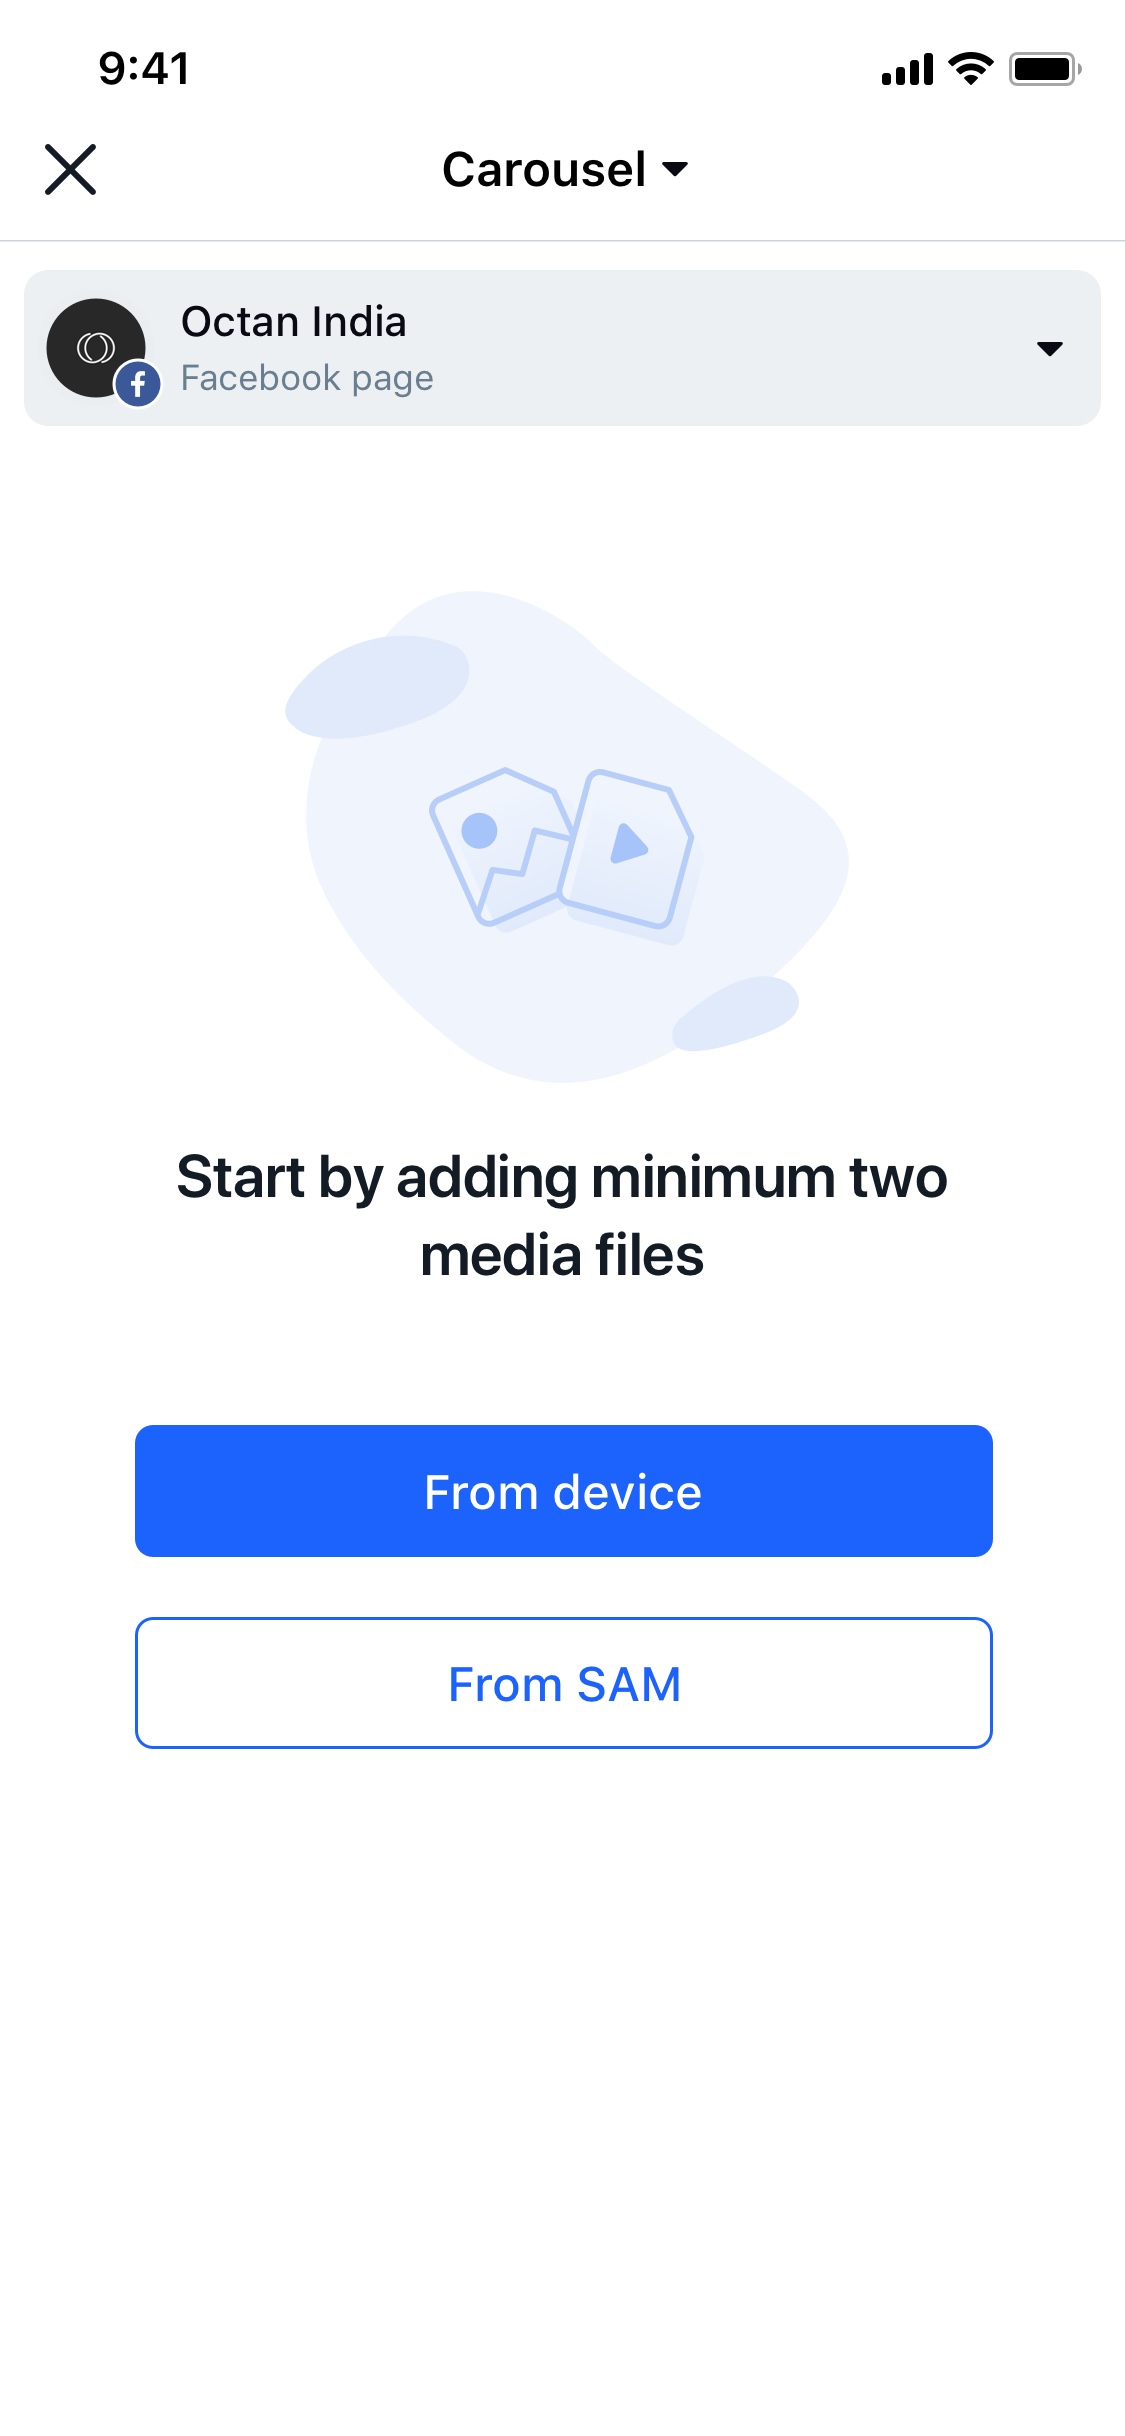 9:41
Carousel
Octan India
Facebook page
Start by adding minimum two
media files
From device
From SAM